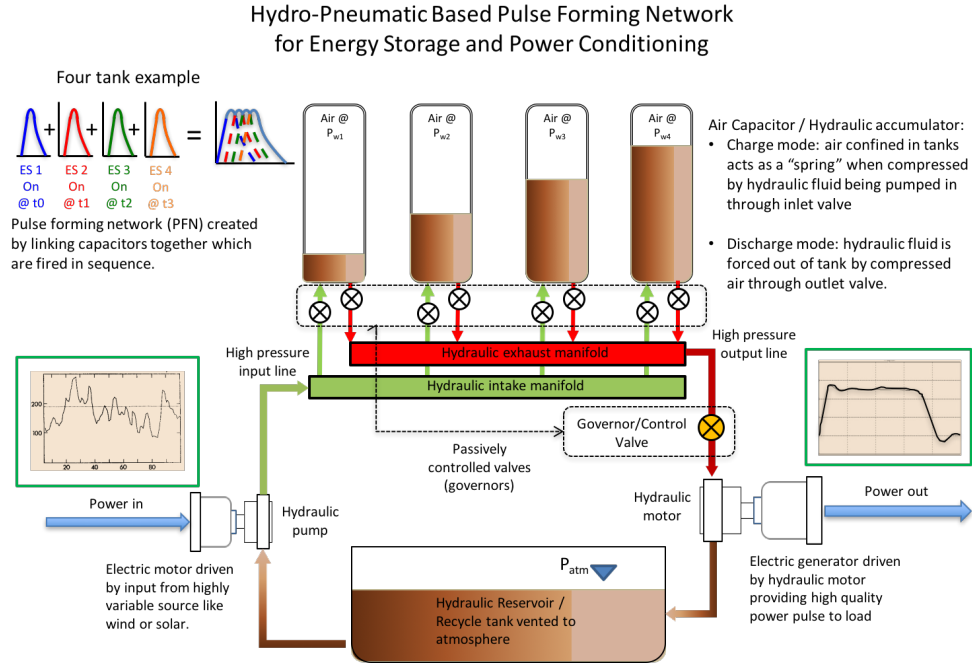 Hydro-Pneumatic Based Pulse Forming Network
for Energy Storage and Power Conditioning
Four tank example
+
+
+
=
ES 1
On
@ t0
ES 2
On
@ t1
ES 3
On
@ t2
ES 4
On
@ t3
Pulse forming network (PFN) created
by linking capacitors together which
are fired in sequence.
Air @
Pw1
Air @
Pw2
Air @
Pw3
Air @
Pw4
Air Capacitor / Hydraulic accumulator:
• Charge mode: air confined in tanks
acts as a “spring” when compressed
by hydraulic fluid being pumped in
through inlet valve
• Discharge mode: hydraulic fluid is
forced out of tank by compressed
air through outlet valve.
High pressure
input line
Hydraulic exhaust manifold
Hydraulic intake manifold
High pressure
output line
200
100
20
40
60
80
Governor/Control
Valve
Passively
controlled valves
(governors)
Power in
Hydraulic
pump
Hydraulic
motor
Power out
Electric motor driven
by input from highly
variable source like
wind or solar.
Patm
Hydraulic Reservoir /
Recycle tank vented to
atmosphere
Electric generator driven
by hydraulic motor
providing high quality
power pulse to load